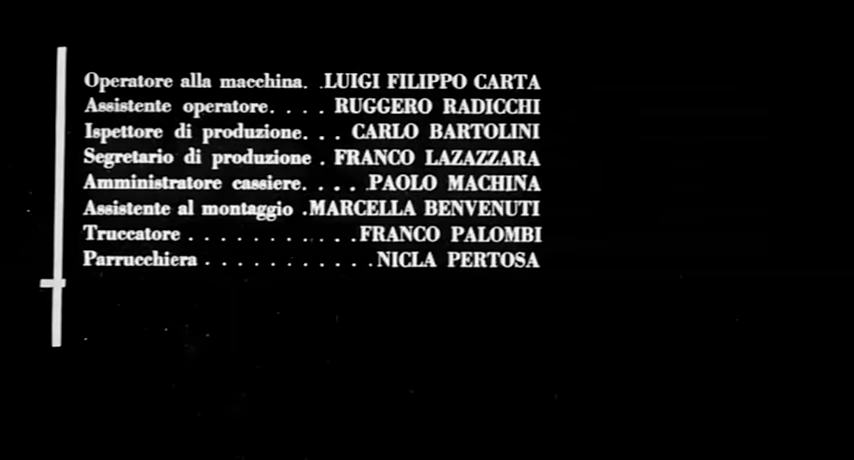 Operatore alla macchina. .LUIGI FILIPPO CARTA
Assistente operatore. . . . RUGGERO RADICCHI
Ispettore di produzione. . . CARLO BARTOLINI
Segretario di produzione . FRANCO LAZAZZARA
Amministratore cassiere. . . . .PAOLO MACHINA
Assistente al montaggio .MARCELLA BENVENUTI
Truccatore . . . . . . . . . . . .FRANCO PALOMBI
Parrucchiera . . . . . . . . . . . .NICLA PERTOSA